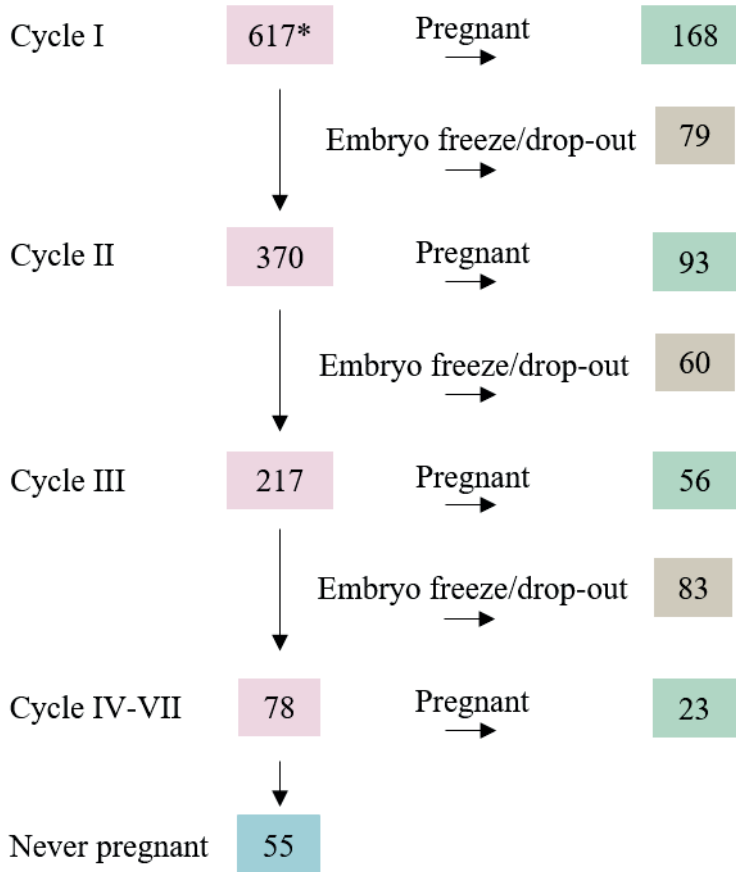 Cycle I 617* Pregnant 168
Embryo freeze/drop-out 79
Cycle II 370 Pregnant 93
Embryo freeze/drop-out 60
Cycle III 217 Pregnant 56
Embryo freeze/drop-out 83
Cycle IV-VII 78 Pregnant 23
Never pregnant 55